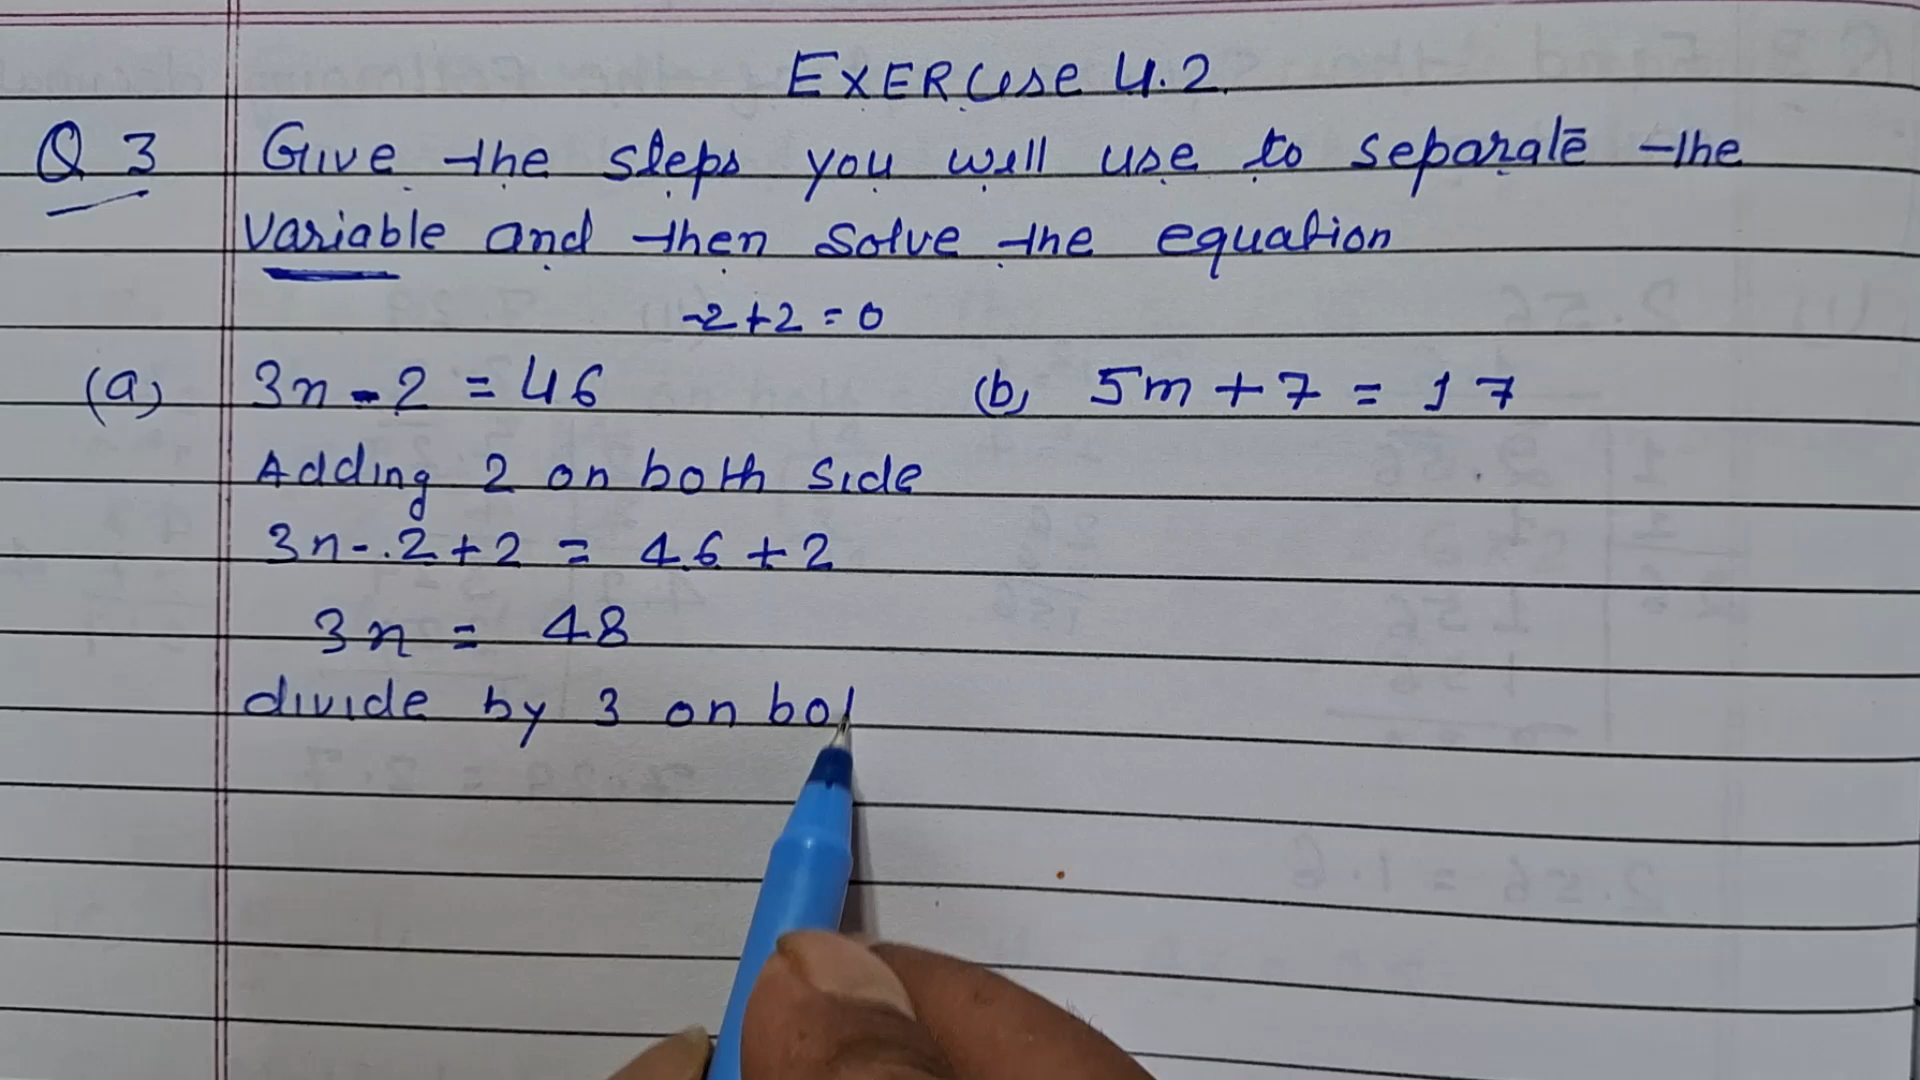 EXERCISE 4.2
Q 3 Give the steps you will use to separate the
variable and then solve the equation
-2+2=0
(a) 3n-2=46 (b) 5m+7=17
Adding 2 on both side
3n-2+2=46+2
3n=48
divide by 3 on bot